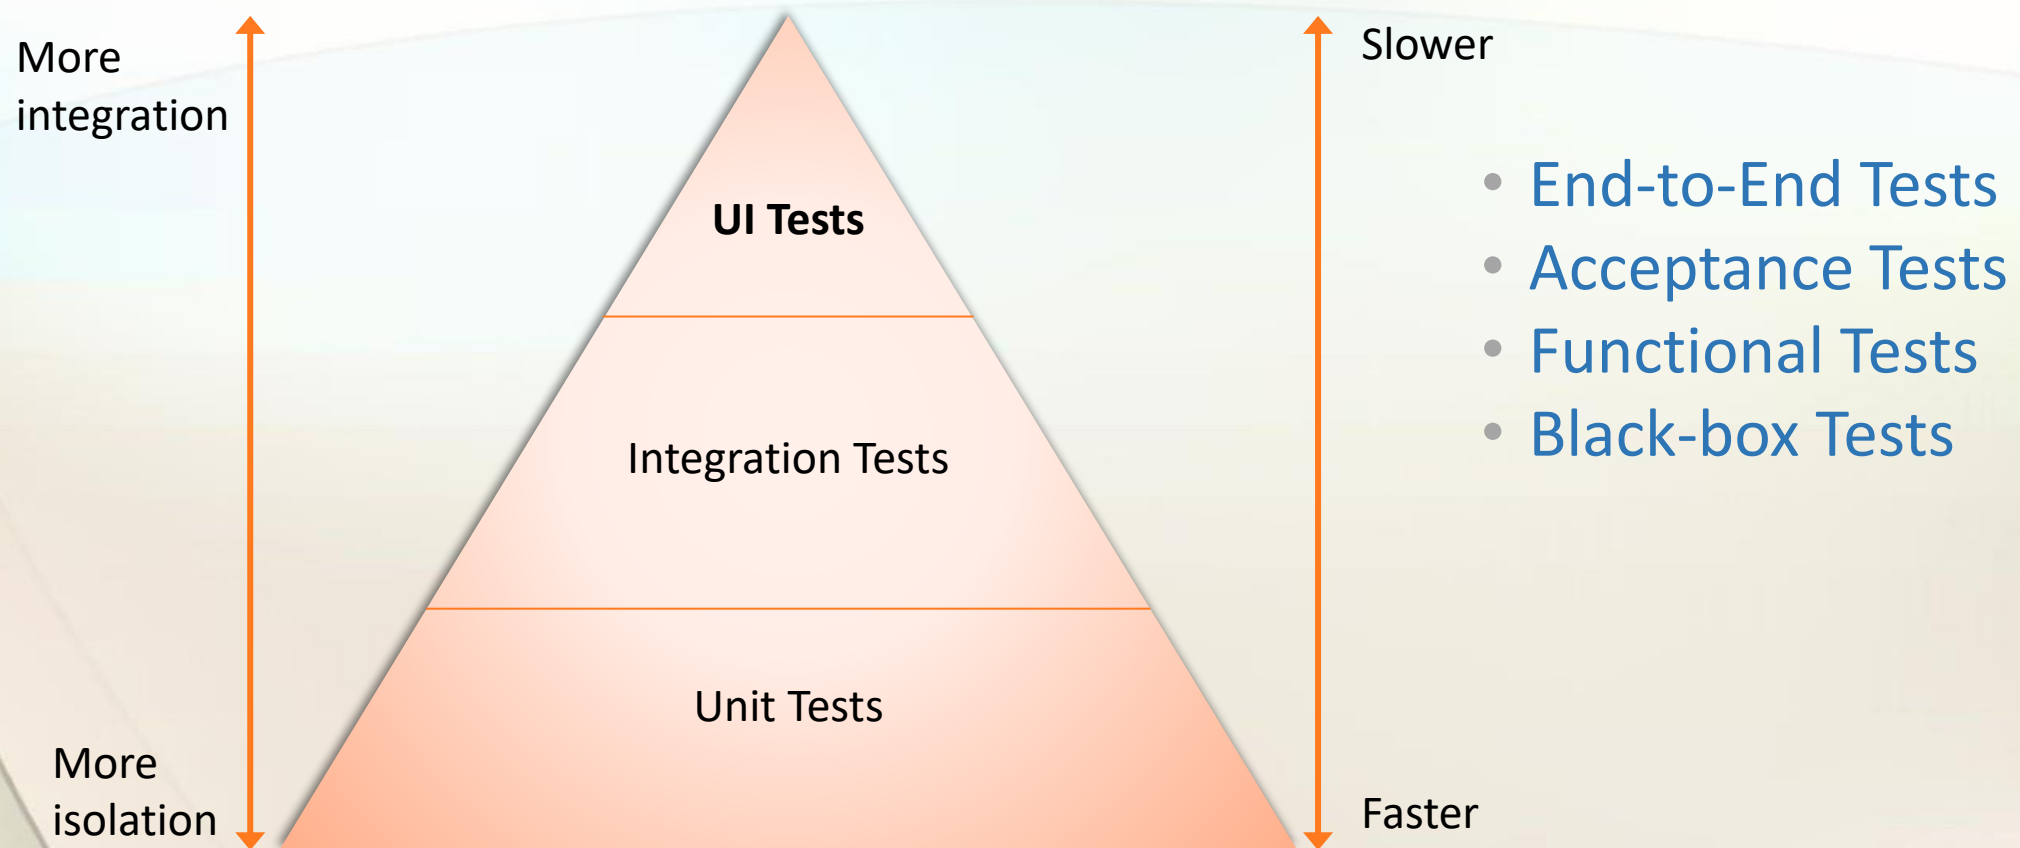 More
integration
Slower
UI Tests
Integration Tests
Unit Tests
More
isolation
Faster
• End-to-End Tests
• Acceptance Tests
• Functional Tests
• Black-box Tests